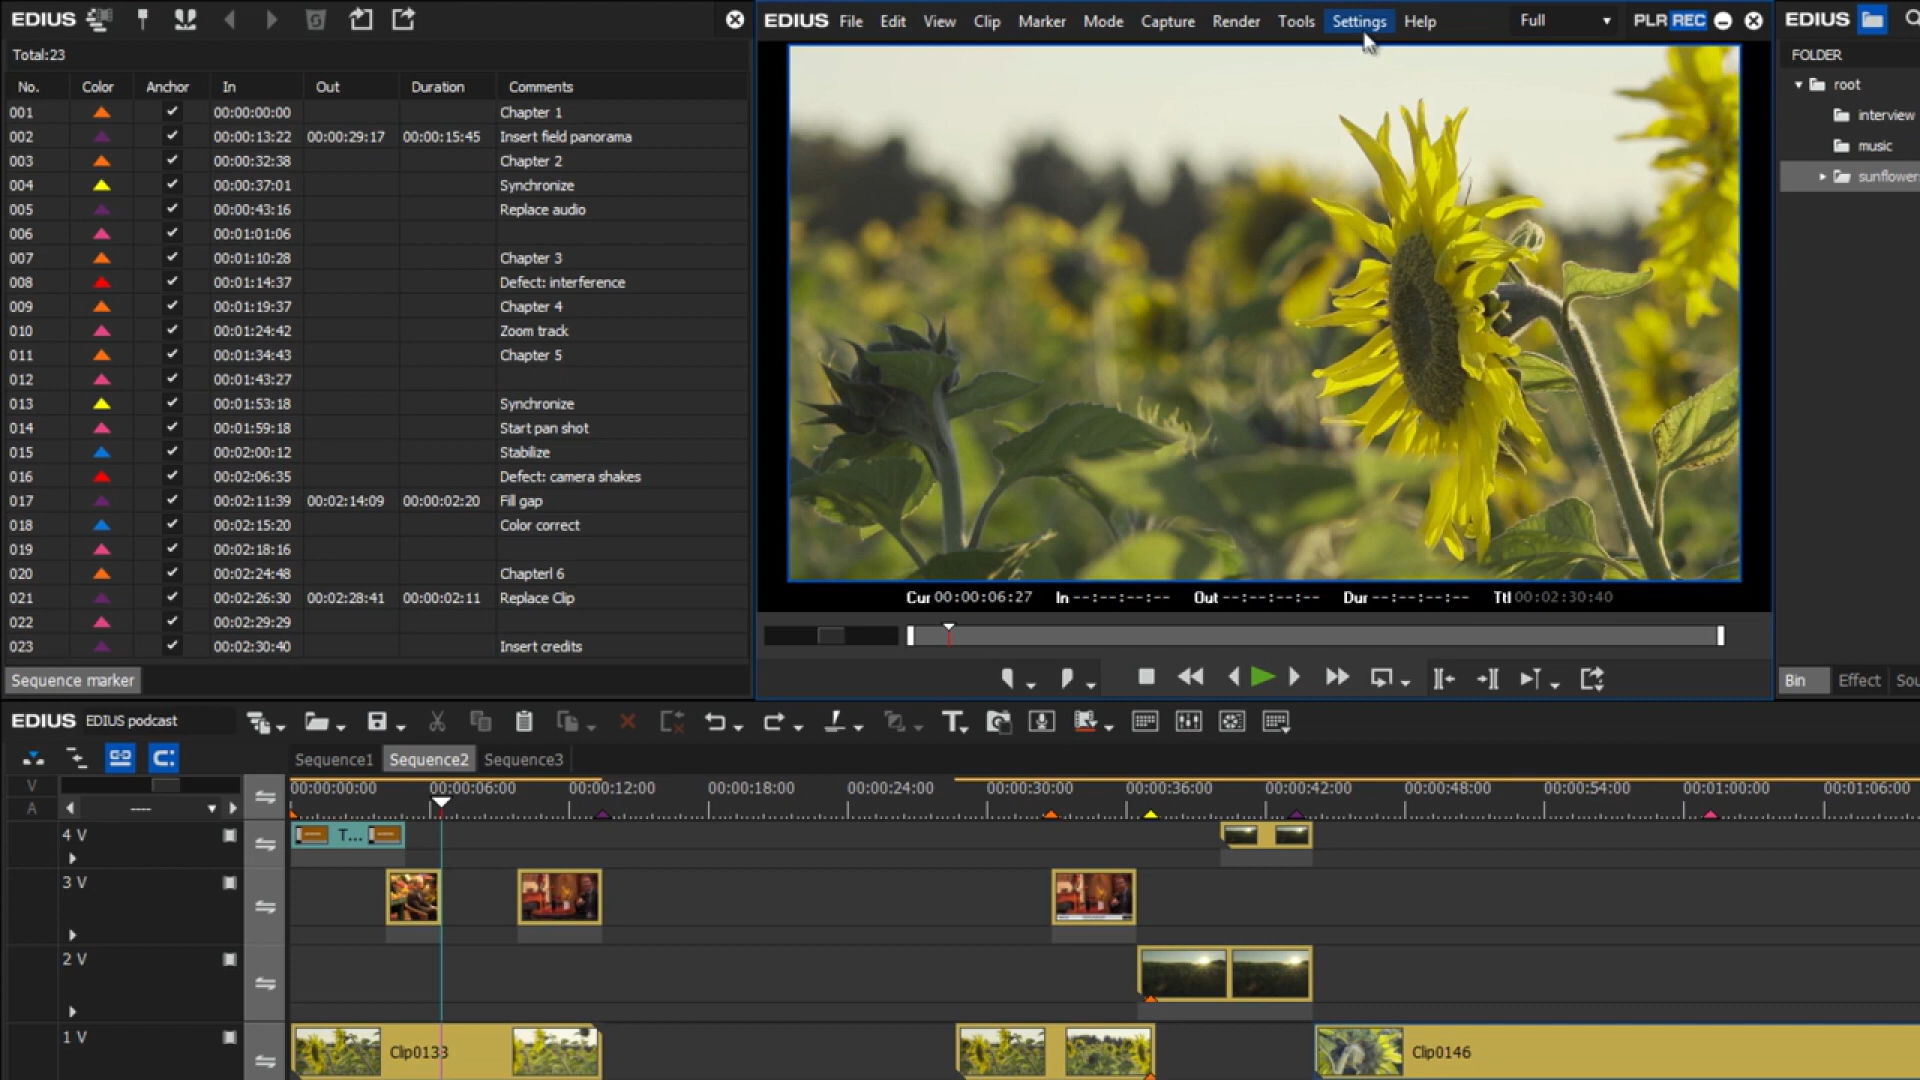 EDIUS
Total:23
No. Color Anchor In Out Duration Comments
001 00:00:00:00 Chapter 1
002 00:00:13:22 00:00:29:17 00:00:15:45 Insert field panorama
003 00:00:32:38 Chapter 2
004 00:00:37:01 Synchronize
005 00:00:43:16 Replace audio
006 00:01:01:06
007 00:01:10:28 Chapter 3
008 00:01:14:37 Defect: interference
009 00:01:19:37 Chapter 4
010 00:01:24:42 Zoom track
011 00:01:34:43 Chapter 5
012 00:01:43:27
013 00:01:53:18 Synchronize
014 00:01:59:18 Start pan shot
015 00:02:00:12 Stabilize
016 00:02:06:35 Defect: camera shakes
017 00:02:11:39 00:02:14:09 00:00:02:20 Fill gap
018 00:02:15:20 Color correct
019 00:02:18:16
020 00:02:24:48 Chapterl 6
021 00:02:26:30 00:02:28:41 00:00:02:11 Replace Clip
022 00:02:29:29
023 00:02:30:40 Insert credits
Sequence marker
EDIUS File Edit View Clip Marker Mode Capture Render Tools Settings Help Full PLR REC
Cur 00:00:06:27 In --:--:--:-- Out --:--:--:-- Dur --:--:--:-- Ttl 00:02:30:40
EDIUS
FOLDER
root
interview
music
sunflowers
Bin Effect Sou
EDIUS EDIUS podcast
Sequence1 Sequence2 Sequence3
00:00:00:00 00:00:06:00 00:00:12:00 00:00:18:00 00:00:24:00 00:00:30:00 00:00:36:00 00:00:42:00 00:00:48:00 00:00:54:00 00:01:00:00 00:01:06:00
V
A ----
4 V T...
3 V
2 V
1 V Clip0133 Clip0146